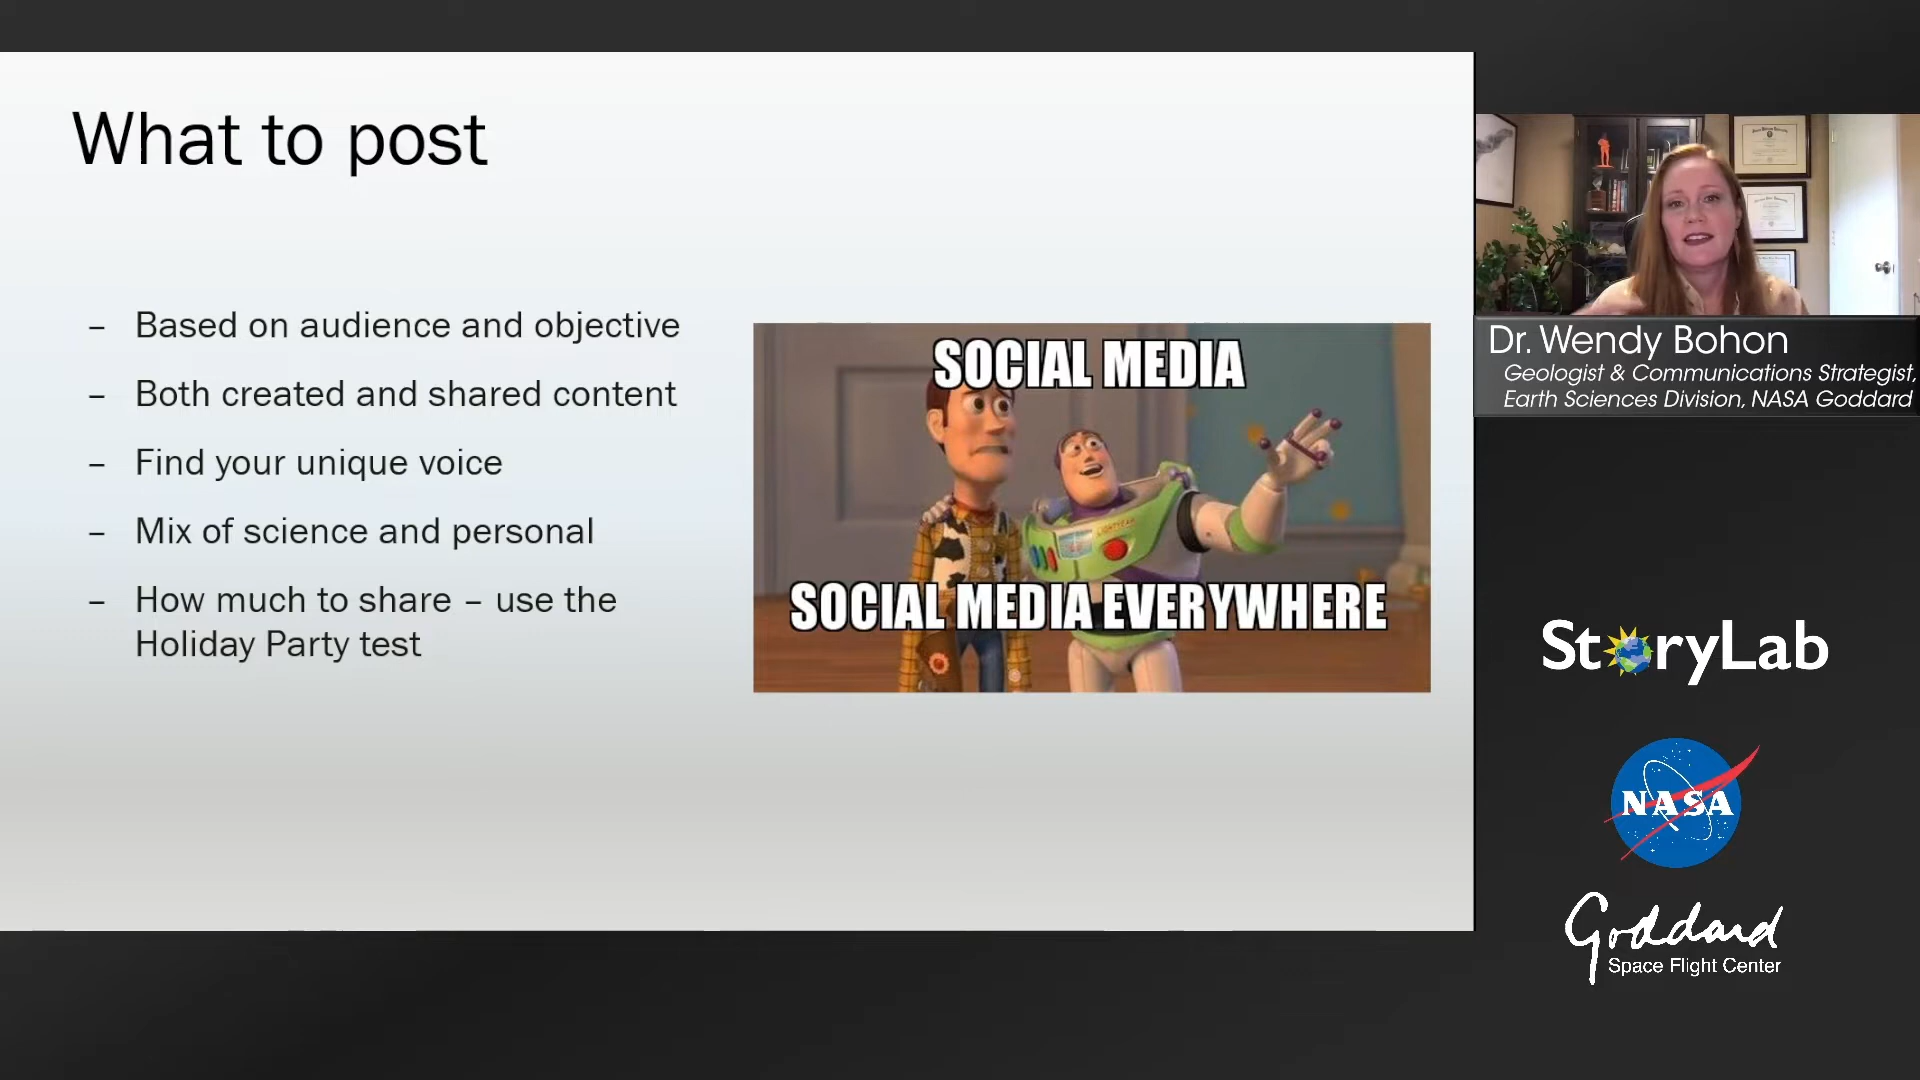 What to post
– Based on audience and objective
– Both created and shared content
– Find your unique voice
– Mix of science and personal
– How much to share – use the
Holiday Party test
SOCIAL MEDIA
SOCIAL MEDIA EVERYWHERE
LIGHTYEAR
Dr. Wendy Bohon
Geologist & Communications Strategist,
Earth Sciences Division, NASA Goddard
StoryLab
NASA
Goddard
Space Flight Center